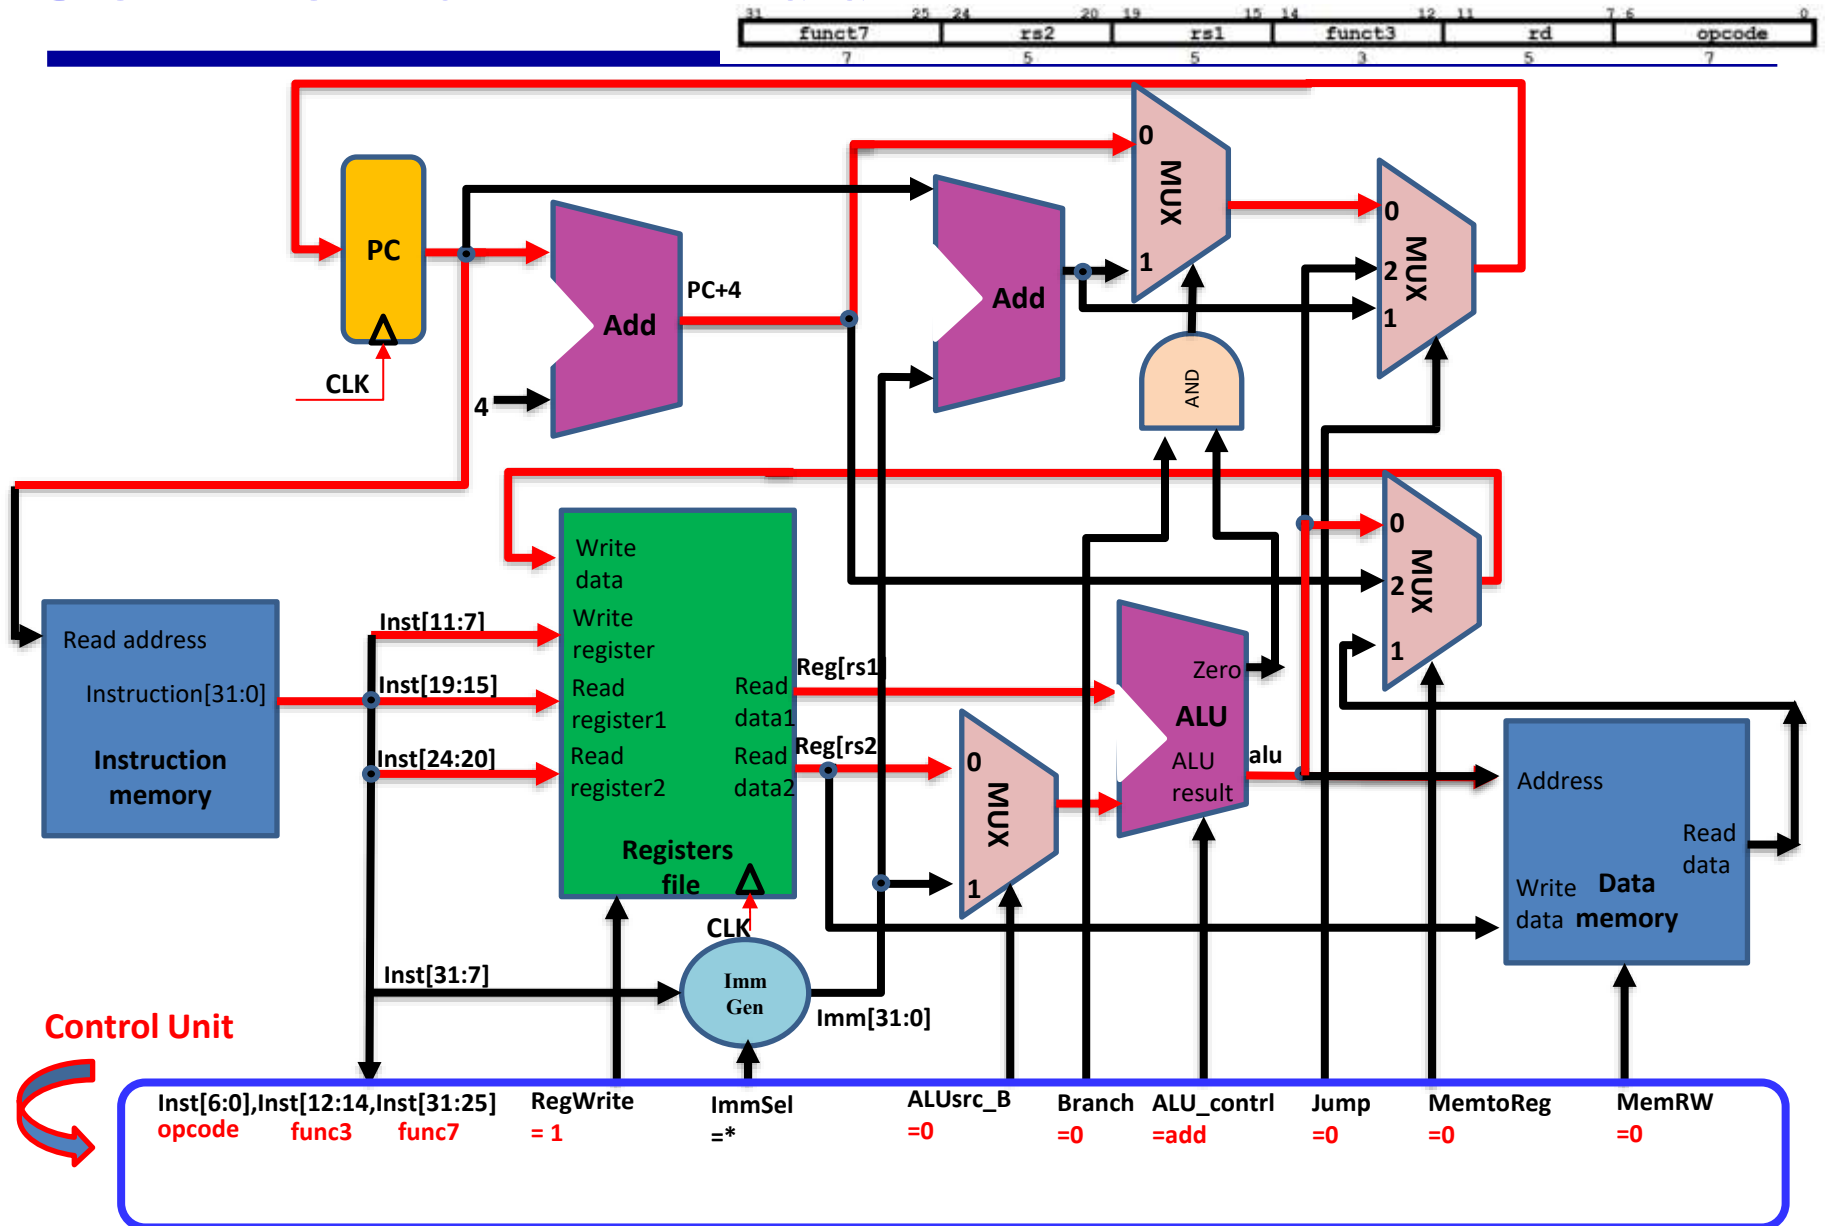 31 25 24 20 19 15 14 12 11 7 6 0
funct7 rs2 rs1 funct3 rd opcode
7 5 5 3 5 7
0
MUX
1
0
MUX
2
1
PC
CLK
Add
PC+4
4
Add
AND
Write
data
Write
register
Read
register1
Read
register2
Read
data1
Read
data2
Registers
file
CLK
Inst[11:7]
Inst[19:15]
Inst[24:20]
Inst[31:7]
Read address
Instruction[31:0]
Instruction
memory
Reg[rs1]
Reg[rs2
0
MUX
1
Zero
ALU
ALU
result
alu
0
MUX
2
1
Address
Read
data
Write
data
Data
memory
Imm
Gen
Imm[31:0]
Control Unit
Inst[6:0],Inst[12:14,Inst[31:25] RegWrite ImmSel ALUsrc_B Branch ALU_contrl Jump MemtoReg MemRW
opcode func3 func7 = 1 =* =0 =0 =add =0 =0 =0